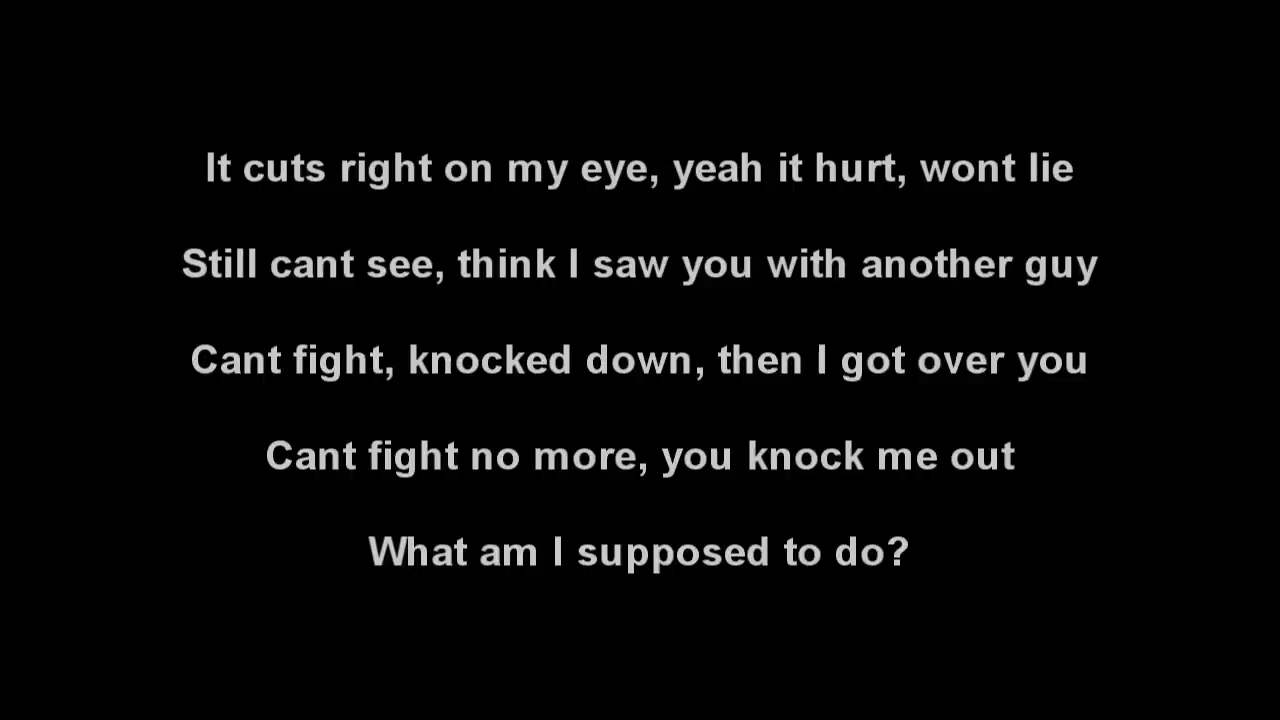 It cuts right on my eye, yeah it hurt, wont lie
Still cant see, think I saw you with another guy
Cant fight, knocked down, then I got over you
Cant fight no more, you knock me out
What am I supposed to do?